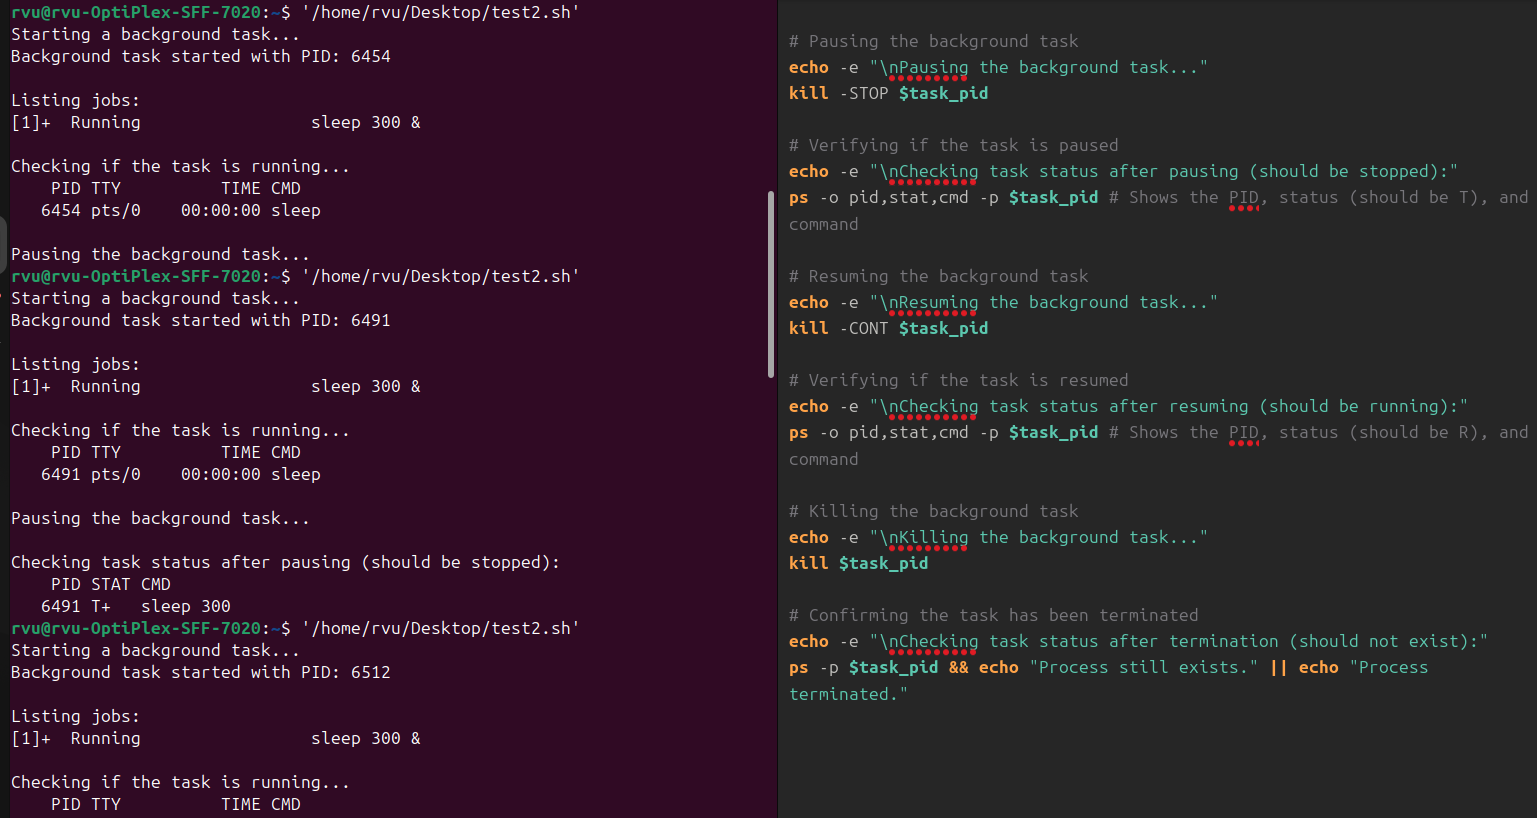 rvu@rvu-OptiPlex-SFF-7020:~$ '/home/rvu/Desktop/test2.sh'
Starting a background task...
Background task started with PID: 6454

Listing jobs:
[1]+  Running                 sleep 300 &

Checking if the task is running...
    PID TTY          TIME CMD
   6454 pts/0    00:00:00 sleep

Pausing the background task...
rvu@rvu-OptiPlex-SFF-7020:~$ '/home/rvu/Desktop/test2.sh'
Starting a background task...
Background task started with PID: 6491

Listing jobs:
[1]+  Running                 sleep 300 &

Checking if the task is running...
    PID TTY          TIME CMD
   6491 pts/0    00:00:00 sleep

Pausing the background task...

Checking task status after pausing (should be stopped):
    PID STAT CMD
   6491 T+   sleep 300
rvu@rvu-OptiPlex-SFF-7020:~$ '/home/rvu/Desktop/test2.sh'
Starting a background task...
Background task started with PID: 6512

Listing jobs:
[1]+  Running                 sleep 300 &

Checking if the task is running...
    PID TTY          TIME CMD

# Pausing the background task
echo -e "\nPausing the background task..."
kill -STOP $task_pid

# Verifying if the task is paused
echo -e "\nChecking task status after pausing (should be stopped):"
ps -o pid,stat,cmd -p $task_pid # Shows the PID, status (should be T), and
command

# Resuming the background task
echo -e "\nResuming the background task..."
kill -CONT $task_pid

# Verifying if the task is resumed
echo -e "\nChecking task status after resuming (should be running):"
ps -o pid,stat,cmd -p $task_pid # Shows the PID, status (should be R), and
command

# Killing the background task
echo -e "\nKilling the background task..."
kill $task_pid

# Confirming the task has been terminated
echo -e "\nChecking task status after termination (should not exist):"
ps -p $task_pid && echo "Process still exists." || echo "Process
terminated."